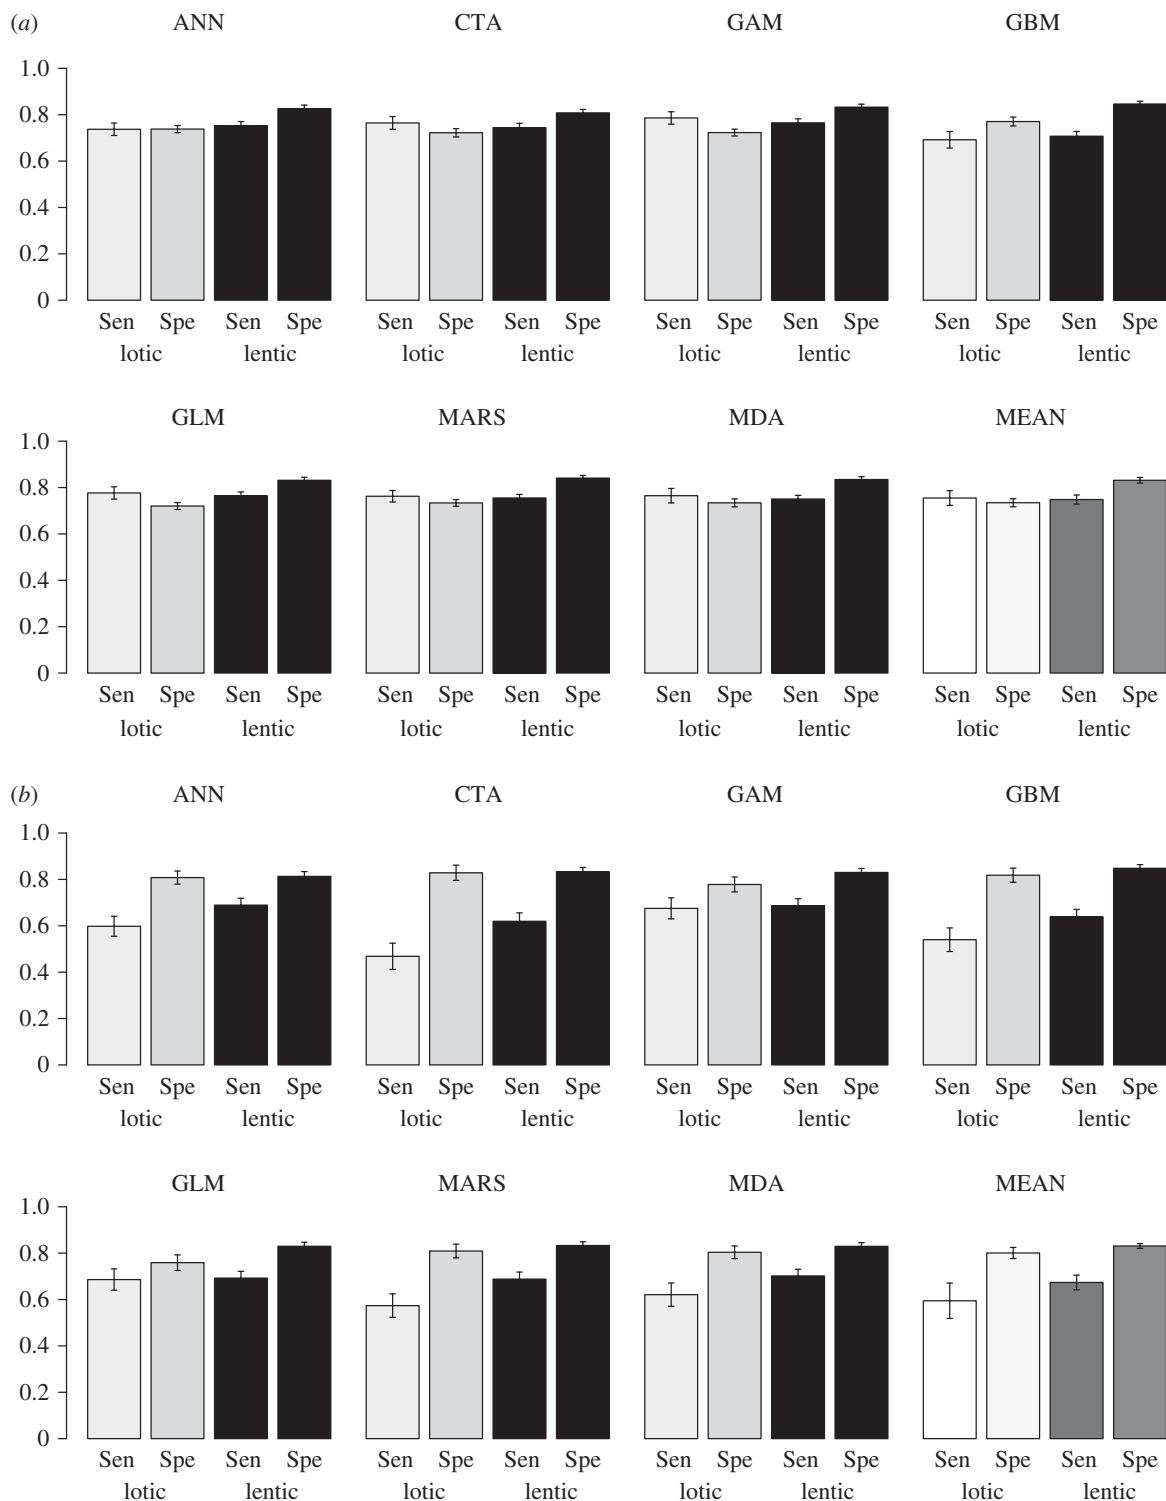 (a) ANN CTA GAM GBM
1.0
0.8
0.6
0.4
0.2
0
Sen Spe Sen Spe Sen Spe Sen Spe Sen Spe Sen Spe Sen Spe Sen Spe
lotic lentic lotic lentic lotic lentic lotic lentic
GLM MARS MDA MEAN
1.0
0.8
0.6
0.4
0.2
0
Sen Spe Sen Spe Sen Spe Sen Spe Sen Spe Sen Spe Sen Spe Sen Spe
lotic lentic lotic lentic lotic lentic lotic lentic
(b) ANN CTA GAM GBM
1.0
0.8
0.6
0.4
0.2
0
Sen Spe Sen Spe Sen Spe Sen Spe Sen Spe Sen Spe Sen Spe Sen Spe
lotic lentic lotic lentic lotic lentic lotic lentic
GLM MARS MDA MEAN
1.0
0.8
0.6
0.4
0.2
0
Sen Spe Sen Spe Sen Spe Sen Spe Sen Spe Sen Spe Sen Spe Sen Spe
lotic lentic lotic lentic lotic lentic lotic lentic